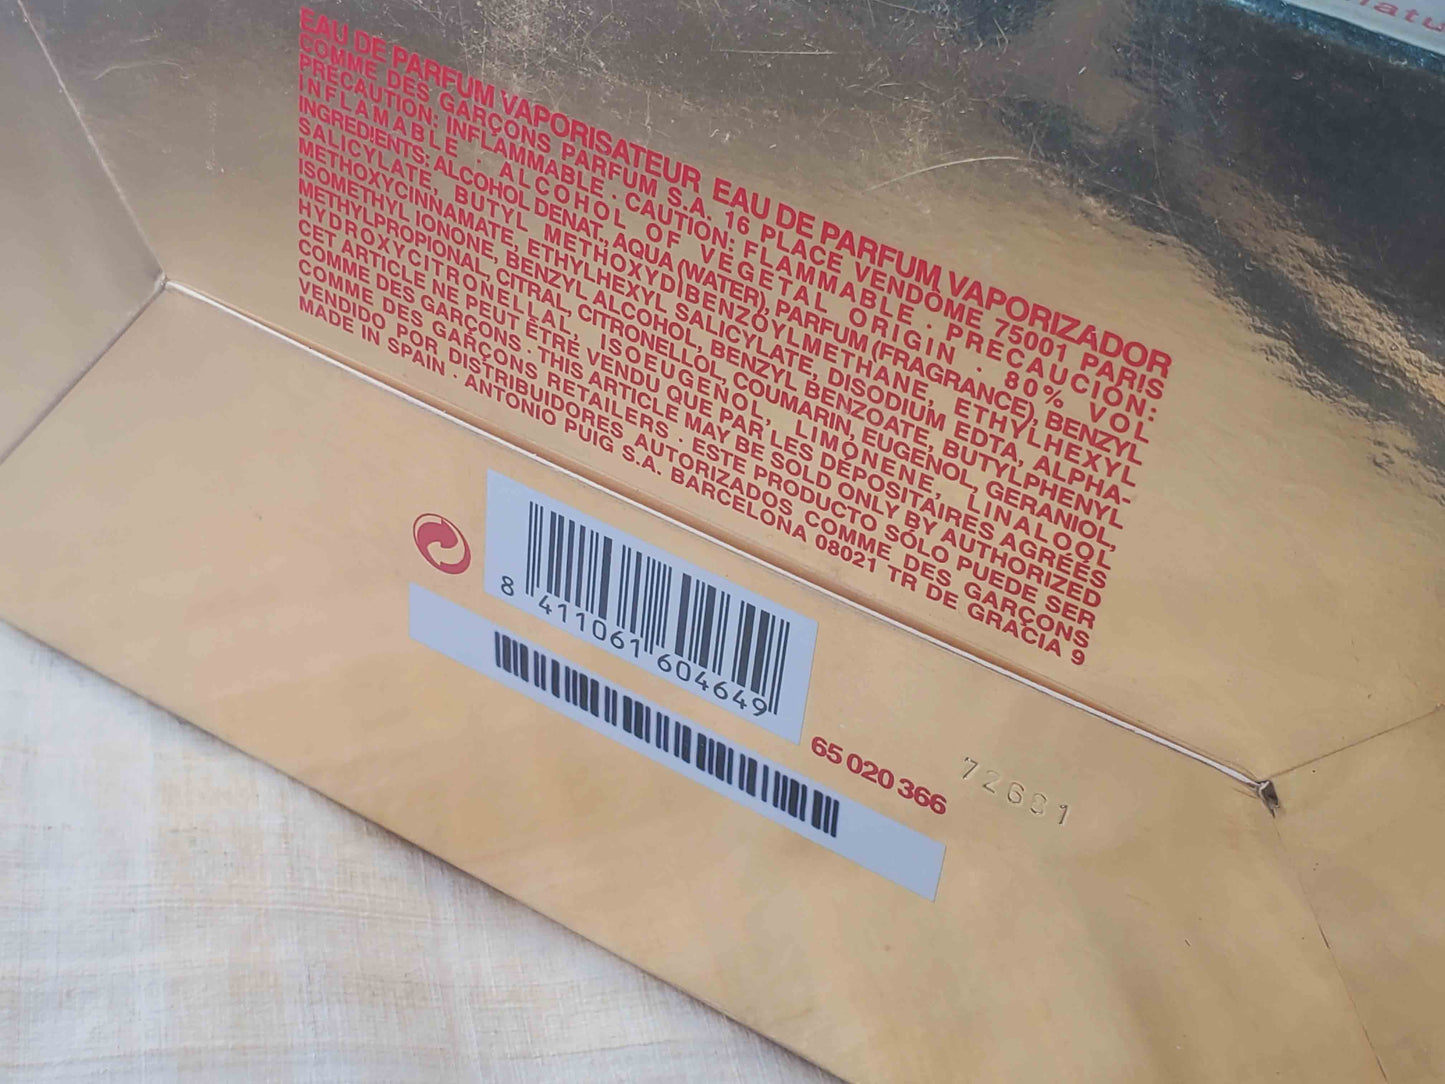 EAU DE PARFUM VAPORISATEUR EAU DE PARFUM VAPORIZADOR
COMME DES GARÇONS PARFUM S.A. 16 PLACE VENDÔME 75001 PARIS
PRÉCAUTION: INFLAMMABLE · CAUTION: FLAMMABLE · PRECAUCIÓN:
INFLAMABLE · ALCOHOL OF VEGETAL ORIGIN · 80% VOL
INGREDIENTS: ALCOHOL DENAT., AQUA (WATER), PARFUM (FRAGRANCE), BENZYL
SALICYLATE, BUTYL METHOXYDIBENZOYLMETHANE, ETHYLHEXYL
METHOXYCINNAMATE, ETHYLHEXYL SALICYLATE, DISODIUM EDTA, ALPHA-
ISOMETHYL IONONE, BENZYL ALCOHOL, BENZYL BENZOATE, BUTYLPHENYL
METHYLPROPIONAL, CITRAL, CITRONELLOL, COUMARIN, EUGENOL, GERANIOL,
HYDROXYCITRONELLAL, ISOEUGENOL, LIMONENE, LINALOOL
CET ARTICLE NE PEUT ÊTRE VENDU QUE PAR LES DÉPOSITAIRES AGRÉÉS
COMME DES GARÇONS · THIS ARTICLE MAY BE SOLD ONLY BY AUTHORIZED
COMME DES GARÇONS RETAILERS · ESTE PRODUCTO SÓLO PUEDE SER
VENDIDO POR DISTRIBUIDORES AUTORIZADOS COMME DES GARÇONS
MADE IN SPAIN · ANTONIO PUIG S.A. BARCELONA 08021 TR DE GRACIA 9
8 411061 604649
65 020 366